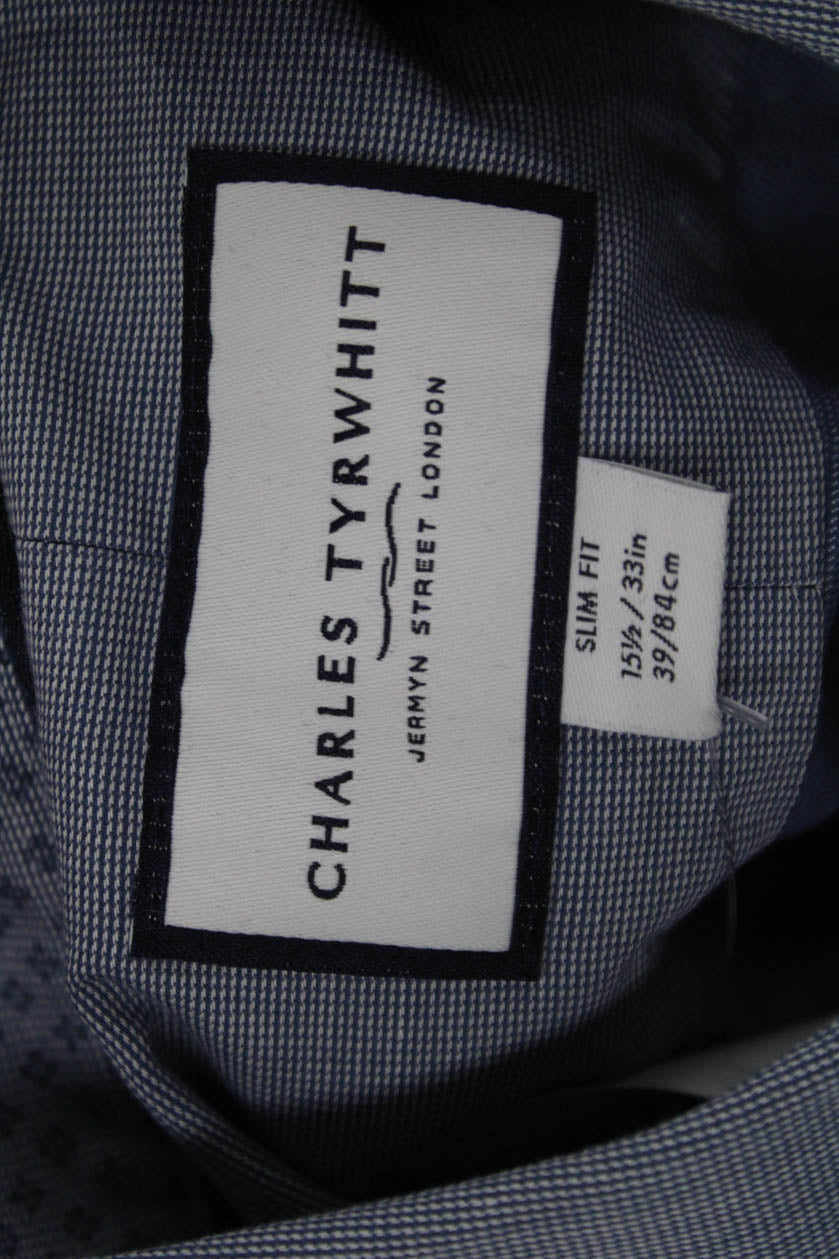 CHARLES TYRWHITT
JERMYN STREET LONDON
SLIM FIT
15½ / 33in
39/84cm